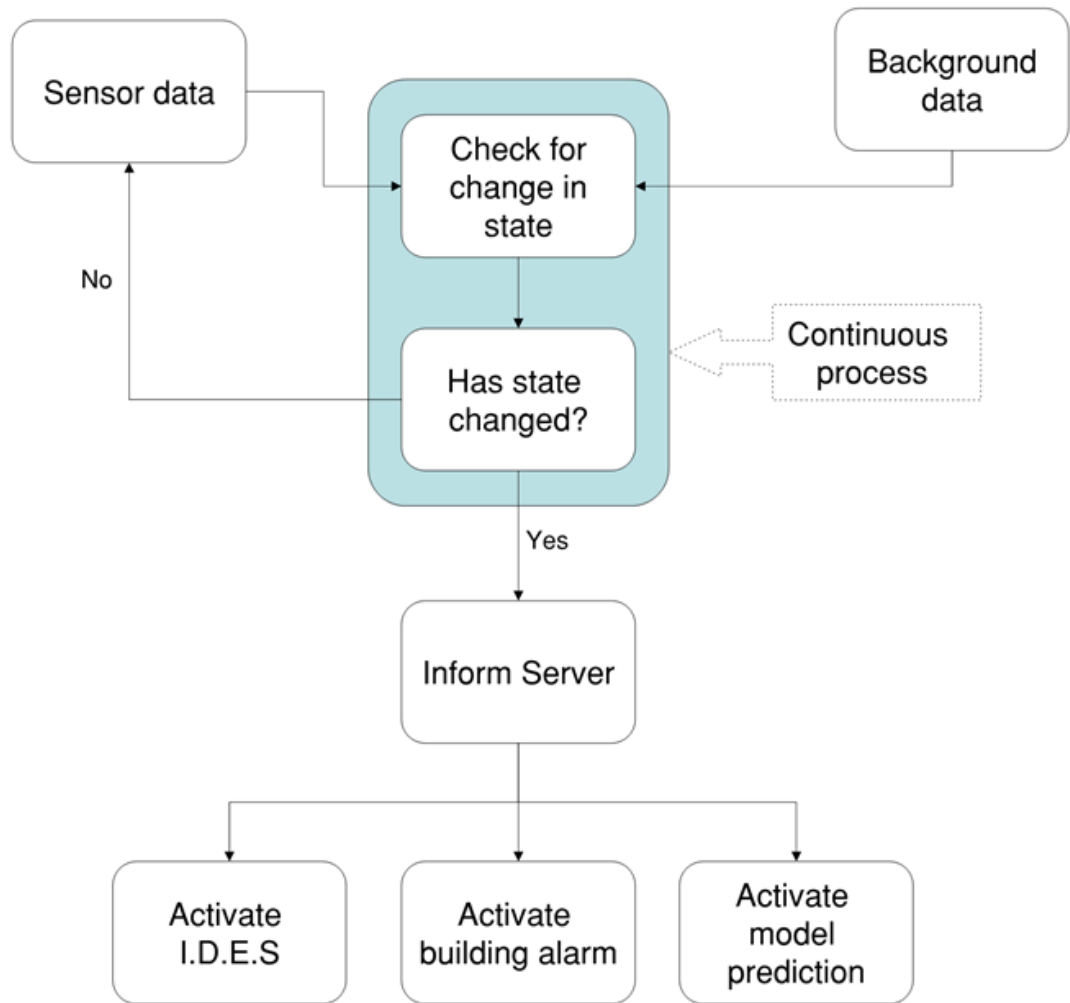 Sensor data
Background
data
Check for
change in
state
No
Continuous
process
Has state
changed?
Yes
Inform Server
Activate
I.D.E.S
Activate
building alarm
Activate
model
prediction